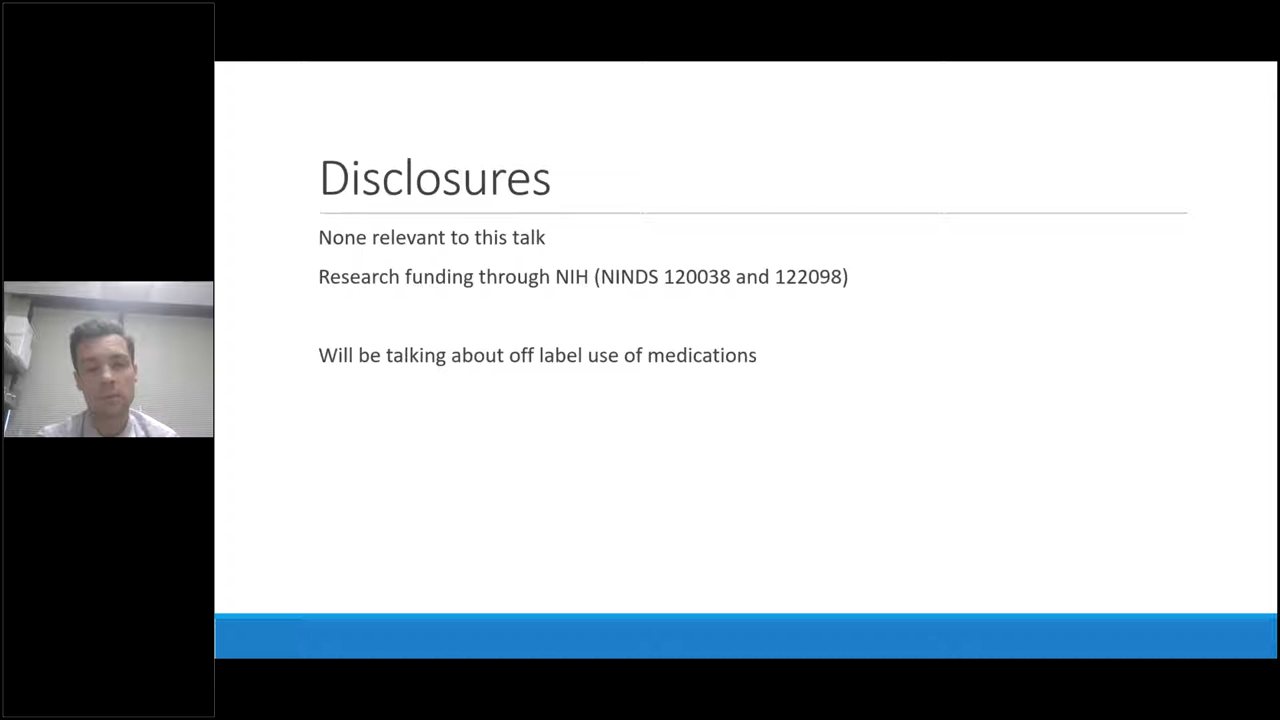 Disclosures
None relevant to this talk
Research funding through NIH (NINDS 120038 and 122098)
Will be talking about off label use of medications